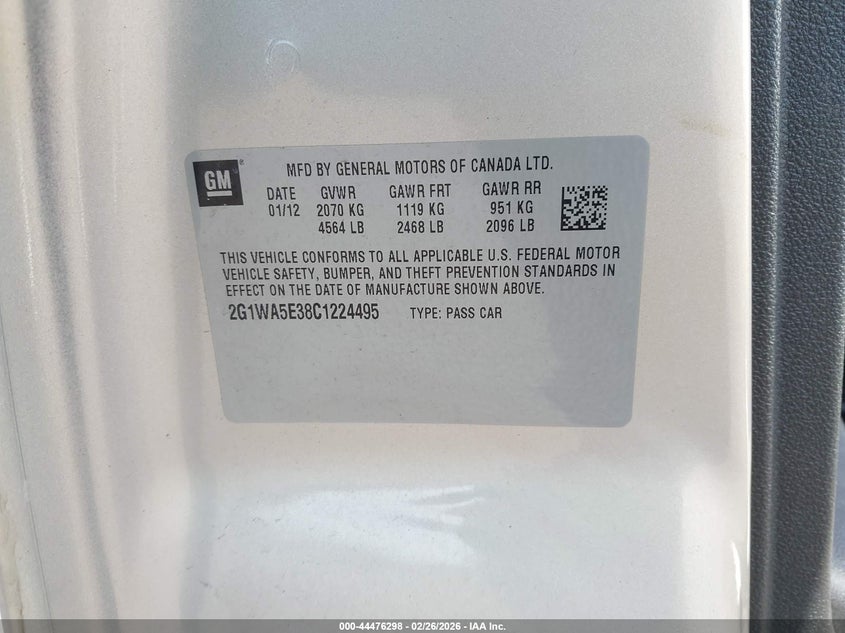 GM®
MFD BY GENERAL MOTORS OF CANADA LTD.
DATE GVWR GAWR FRT GAWR RR
01/12 2070 KG 1119 KG 951 KG
4564 LB 2468 LB 2096 LB
THIS VEHICLE CONFORMS TO ALL APPLICABLE U.S. FEDERAL MOTOR
VEHICLE SAFETY, BUMPER, AND THEFT PREVENTION STANDARDS IN
EFFECT ON THE DATE OF MANUFACTURE SHOWN ABOVE.
2G1WA5E38C1224495 TYPE: PASS CAR
000-44476298 - 02/26/2026 - IAA Inc.